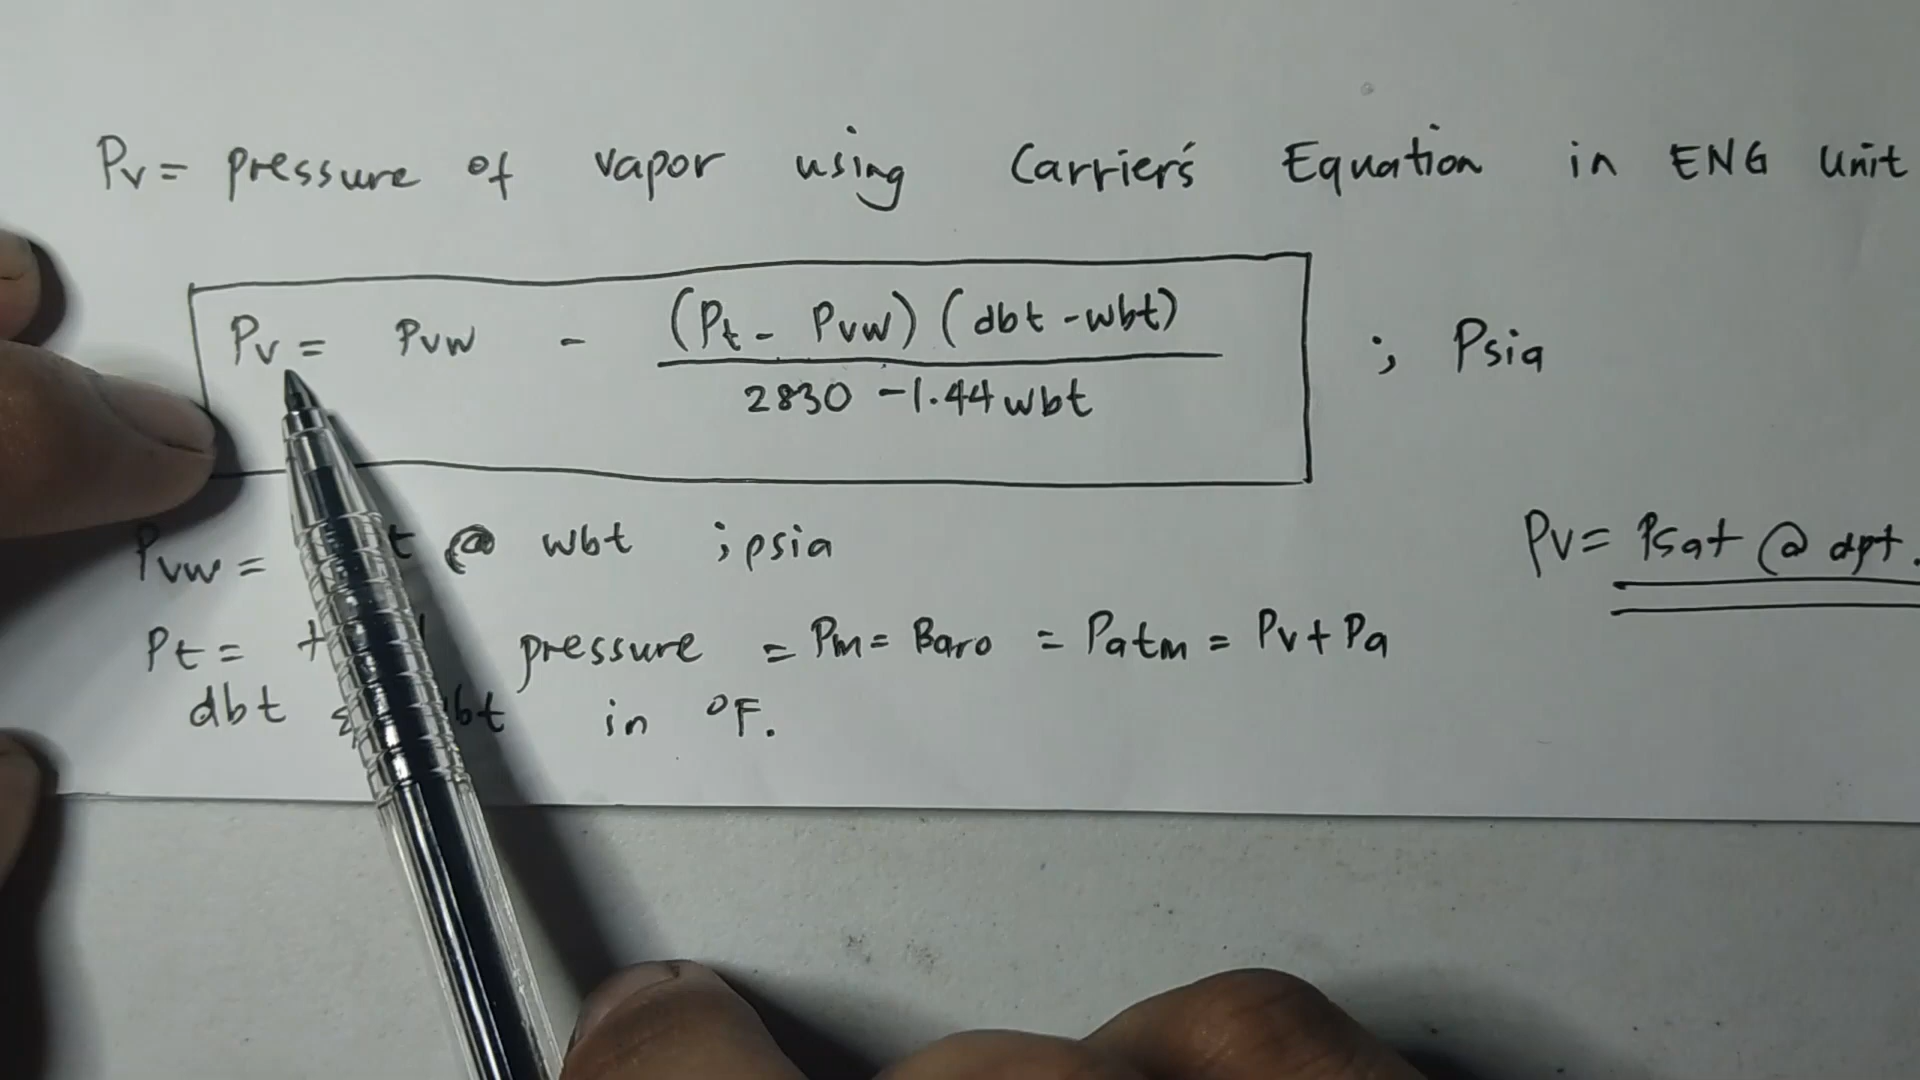 Pv = pressure of vapor using Carrier's Equation in ENG Unit
Pv = Pvw - (Pt - Pvw) (dbt - wbt) / 2830 - 1.44 wbt ; Psia
Pvw = @ wbt ; psia
Pv = Psat @ dpt.
Pt = pressure = Pm = Baro = Patm = Pv + Pa
dbt in °F.